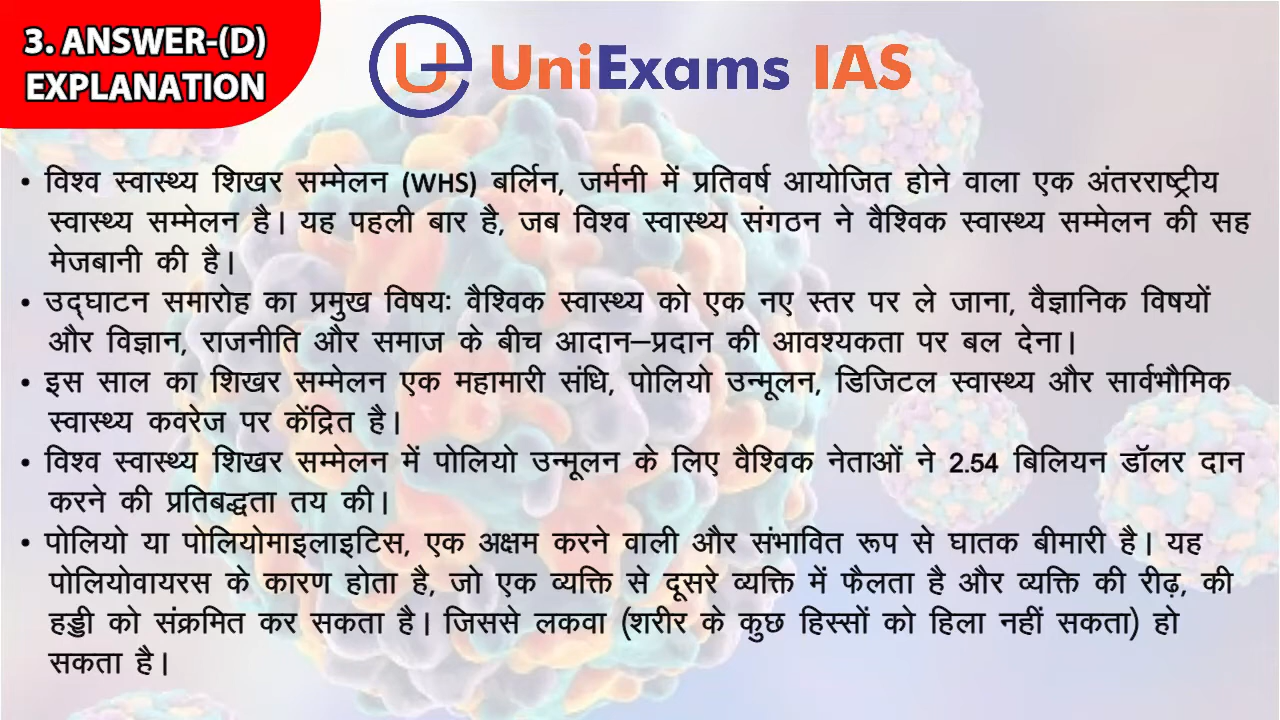 3. ANSWER-(D)
EXPLANATION
UniExams IAS
• विश्व स्वास्थ्य शिखर सम्मेलन (WHS) बर्लिन, जर्मनी में प्रतिवर्ष आयोजित होने वाला एक अंतरराष्ट्रीय
स्वास्थ्य सम्मेलन है। यह पहली बार है, जब विश्व स्वास्थ्य संगठन ने वैश्विक स्वास्थ्य सम्मेलन की सह
मेजबानी की है।
• उद्घाटन समारोह का प्रमुख विषयः वैश्विक स्वास्थ्य को एक नए स्तर पर ले जाना, वैज्ञानिक विषयों
और विज्ञान, राजनीति और समाज के बीच आदान–प्रदान की आवश्यकता पर बल देना।
• इस साल का शिखर सम्मेलन एक महामारी संधि, पोलियो उन्मूलन, डिजिटल स्वास्थ्य और सार्वभौमिक
स्वास्थ्य कवरेज पर केंद्रित है।
• विश्व स्वास्थ्य शिखर सम्मेलन में पोलियो उन्मूलन के लिए वैश्विक नेताओं ने 2.54 बिलियन डॉलर दान
करने की प्रतिबद्धता तय की।
• पोलियो या पोलियोमाइलाइटिस, एक अक्षम करने वाली और संभावित रूप से घातक बीमारी है। यह
पोलियोवायरस के कारण होता है, जो एक व्यक्ति से दूसरे व्यक्ति में फैलता है और व्यक्ति की रीढ़, की
हड्डी को संक्रमित कर सकता है। जिससे लकवा (शरीर के कुछ हिस्सों को हिला नहीं सकता) हो
सकता है।